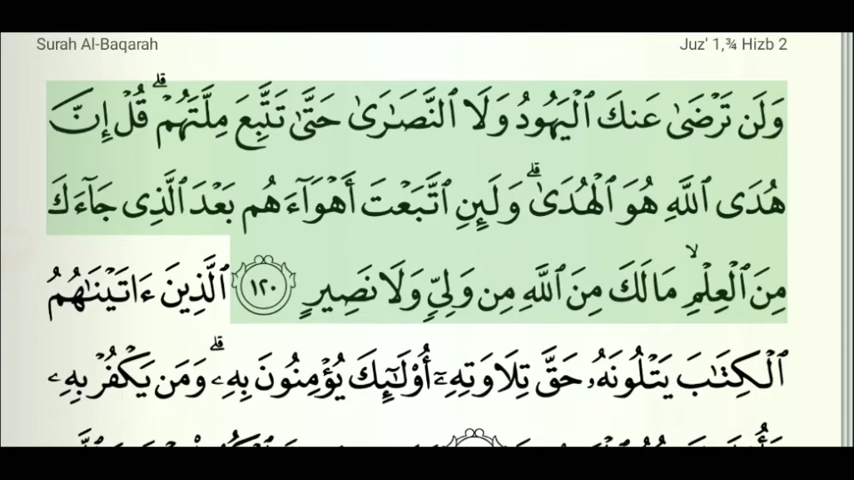 Surah Al-Baqarah Juz' 1,¾ Hizb 2
وَلَن تَرْضَىٰ عَنكَ ٱلْيَهُودُ وَلَا ٱلنَّصَـٰرَىٰ حَتَّىٰ تَتَّبِعَ مِلَّتَهُمْ ۗ قُلْ إِنَّ
هُدَى ٱللَّهِ هُوَ ٱلْهُدَىٰ ۗ وَلَئِنِ ٱتَّبَعْتَ أَهْوَآءَهُم بَعْدَ ٱلَّذِى جَآءَكَ
مِنَ ٱلْعِلْمِ ۙ مَا لَكَ مِنَ ٱللَّهِ مِن وَلِىٍّ وَلَا نَصِيرٍ ١٢٠ ٱلَّذِينَ ءَاتَيْنَـٰهُمُ
ٱلْكِتَـٰبَ يَتْلُونَهُۥ حَقَّ تِلَاوَتِهِۦٓ أُو۟لَـٰٓئِكَ يُؤْمِنُونَ بِهِۦ ۗ وَمَن يَكْفُرْ بِهِۦ